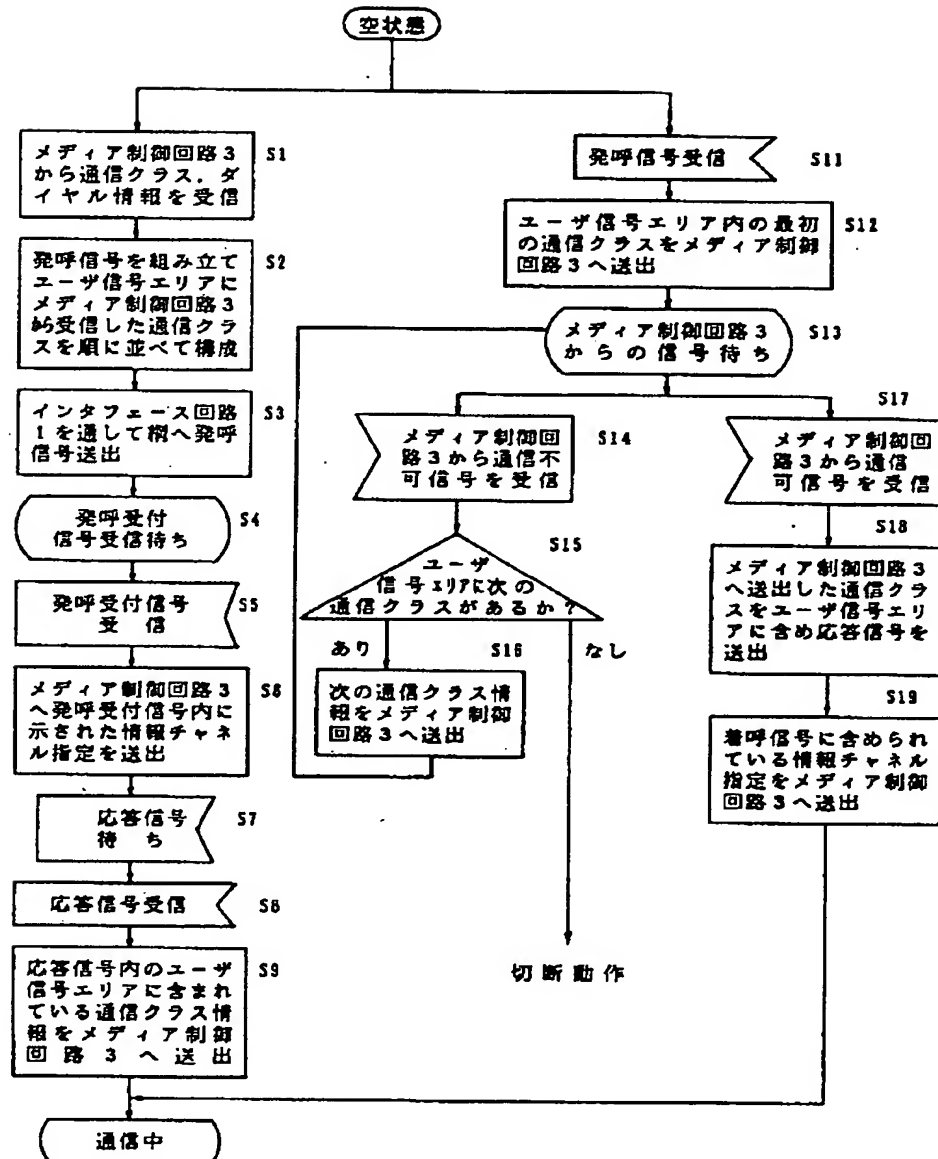 空状態
メディア制御回路3
から通信クラス．ダ
イヤル情報を受信
S1
発呼信号を組み立て
ユーザ信号エリアに
メディア制御回路3
から受信した通信クラ
スを順に並べて構成
S2
インタフェース回路
1を通して網へ発呼
信号送出
S3
発呼受付
信号受信待ち
S4
発呼受付信号
受信
S5
メディア制御回路3
へ発呼受付信号内に
示された情報チャネ
ル指定を送出
S6
応答信号
待ち
S7
応答信号受信
S8
応答信号内のユーザ
信号エリアに含まれ
ている通信クラス情
報をメディア制御
回路3へ送出
S9
通信中
発呼信号受信
S11
ユーザ信号エリア内の最初
の通信クラスをメディア制御
回路3へ送出
S12
メディア制御回路3
からの信号待ち
S13
メディア制御回
路3から通信不
可信号を受信
S14
ユーザ
信号エリアに次の
通信クラスがあるか？
S15
あり
なし
次の通信クラス情
報をメディア制御
回路3へ送出
S16
切断動作
S17
メディア制御回
路3から通信
可信号を受信
S18
メディア制御回路3
へ送出した通信クラ
スをユーザ信号エリ
アに含め応答信号を
送出
S19
着呼信号に含められ
ている情報チャネル
指定をメディア制御
回路3へ送出